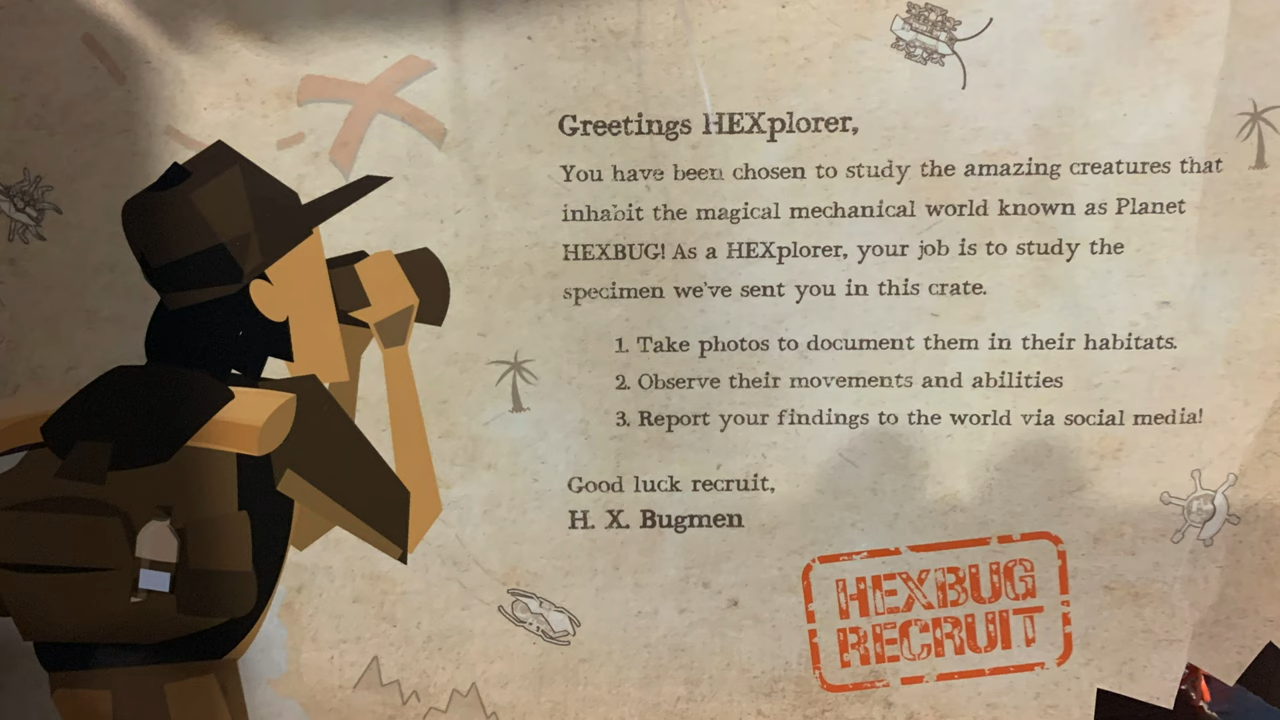 Greetings HEXplorer,
You have been chosen to study the amazing creatures that
inhabit the magical mechanical world known as Planet
HEXBUG! As a HEXplorer, your job is to study the
specimen we've sent you in this crate.
1. Take photos to document them in their habitats.
2. Observe their movements and abilities
3. Report your findings to the world via social media!
Good luck recruit,
H. X. Bugmen
HEXBUG
RECRUIT